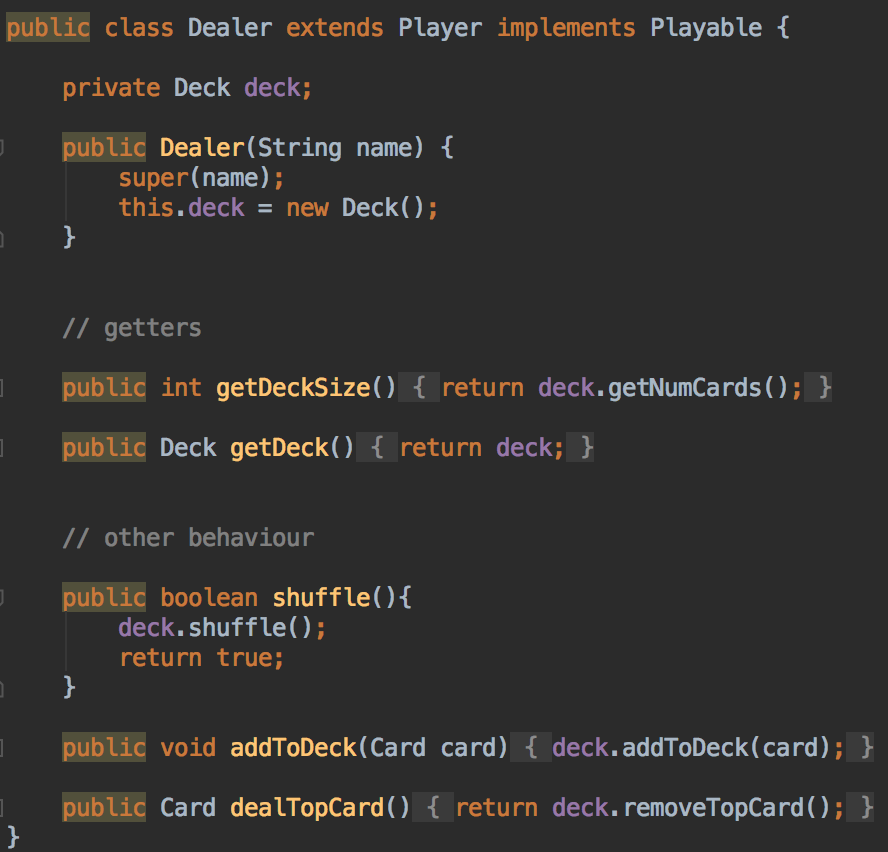 public class Dealer extends Player implements Playable {
private Deck deck;
public Dealer(String name) {
super(name);
this.deck = new Deck();
}
// getters
public int getDeckSize() { return deck.getNumCards(); }
public Deck getDeck() { return deck; }
// other behaviour
public boolean shuffle(){
deck.shuffle();
return true;
}
public void addToDeck(Card card) { deck.addToDeck(card); }
public Card dealTopCard() { return deck.removeTopCard(); }
}